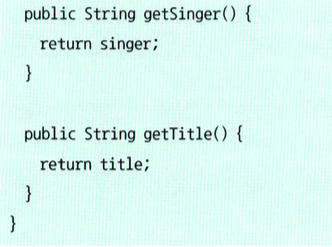 public String getSinger() {
return singer;
}
public String getTitle() {
return title;
}
}